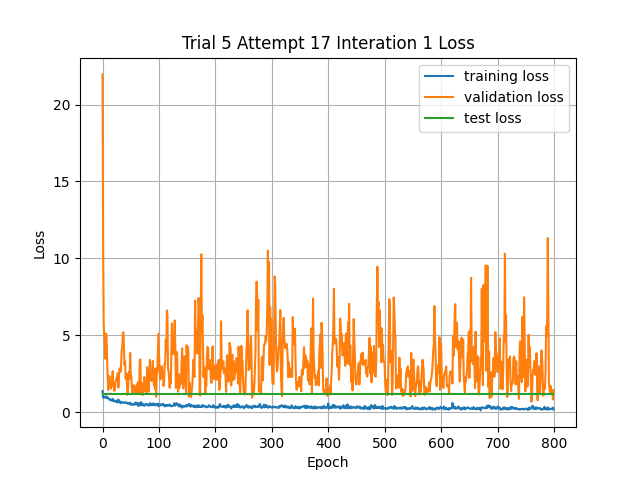 Trial 5 Attempt 17 Interation 1 Loss
training loss
validation loss
test loss
Loss
20
15
10
5
0
0 100 200 300 400 500 600 700 800
Epoch